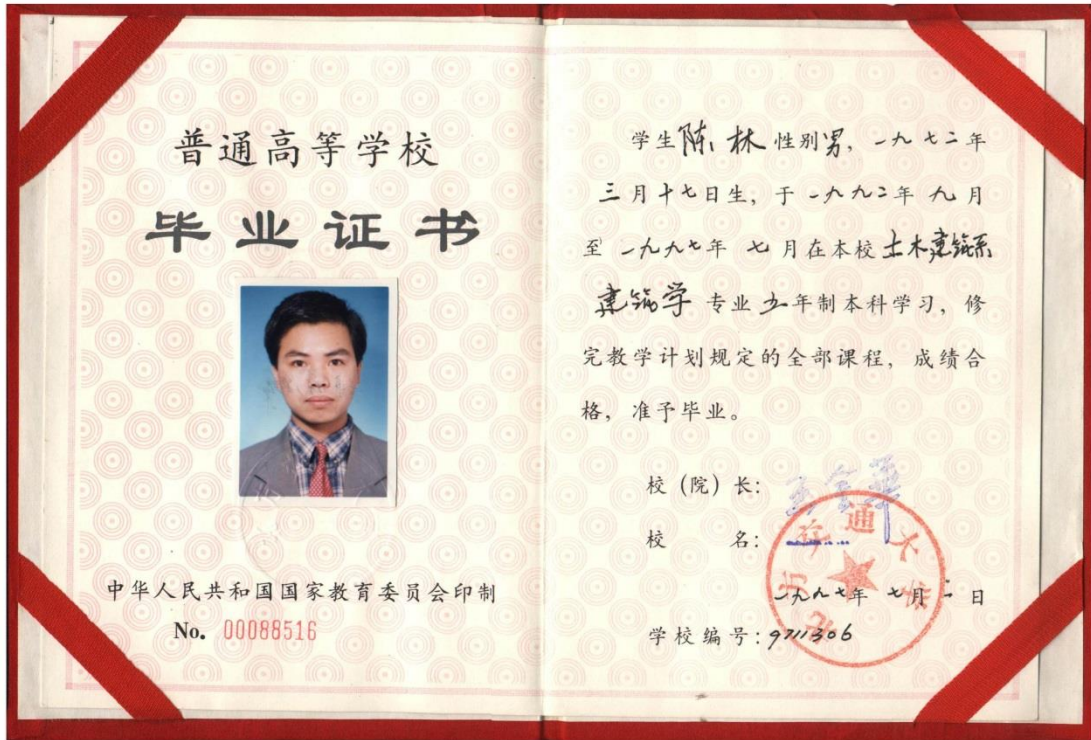 普通高等学校
毕业证书
中华人民共和国国家教育委员会印制
No. 00088516
学生陈林性别男，一九七二年
三月十七日生，于一九九二年九月
至一九九七年七月在本校土木建筑系
建筑学专业五年制本科学习，修
完教学计划规定的全部课程，成绩合
格，准予毕业。
校（院）长：
校名：
北方交通大学
一九九七年七月一日
学校编号：9711306